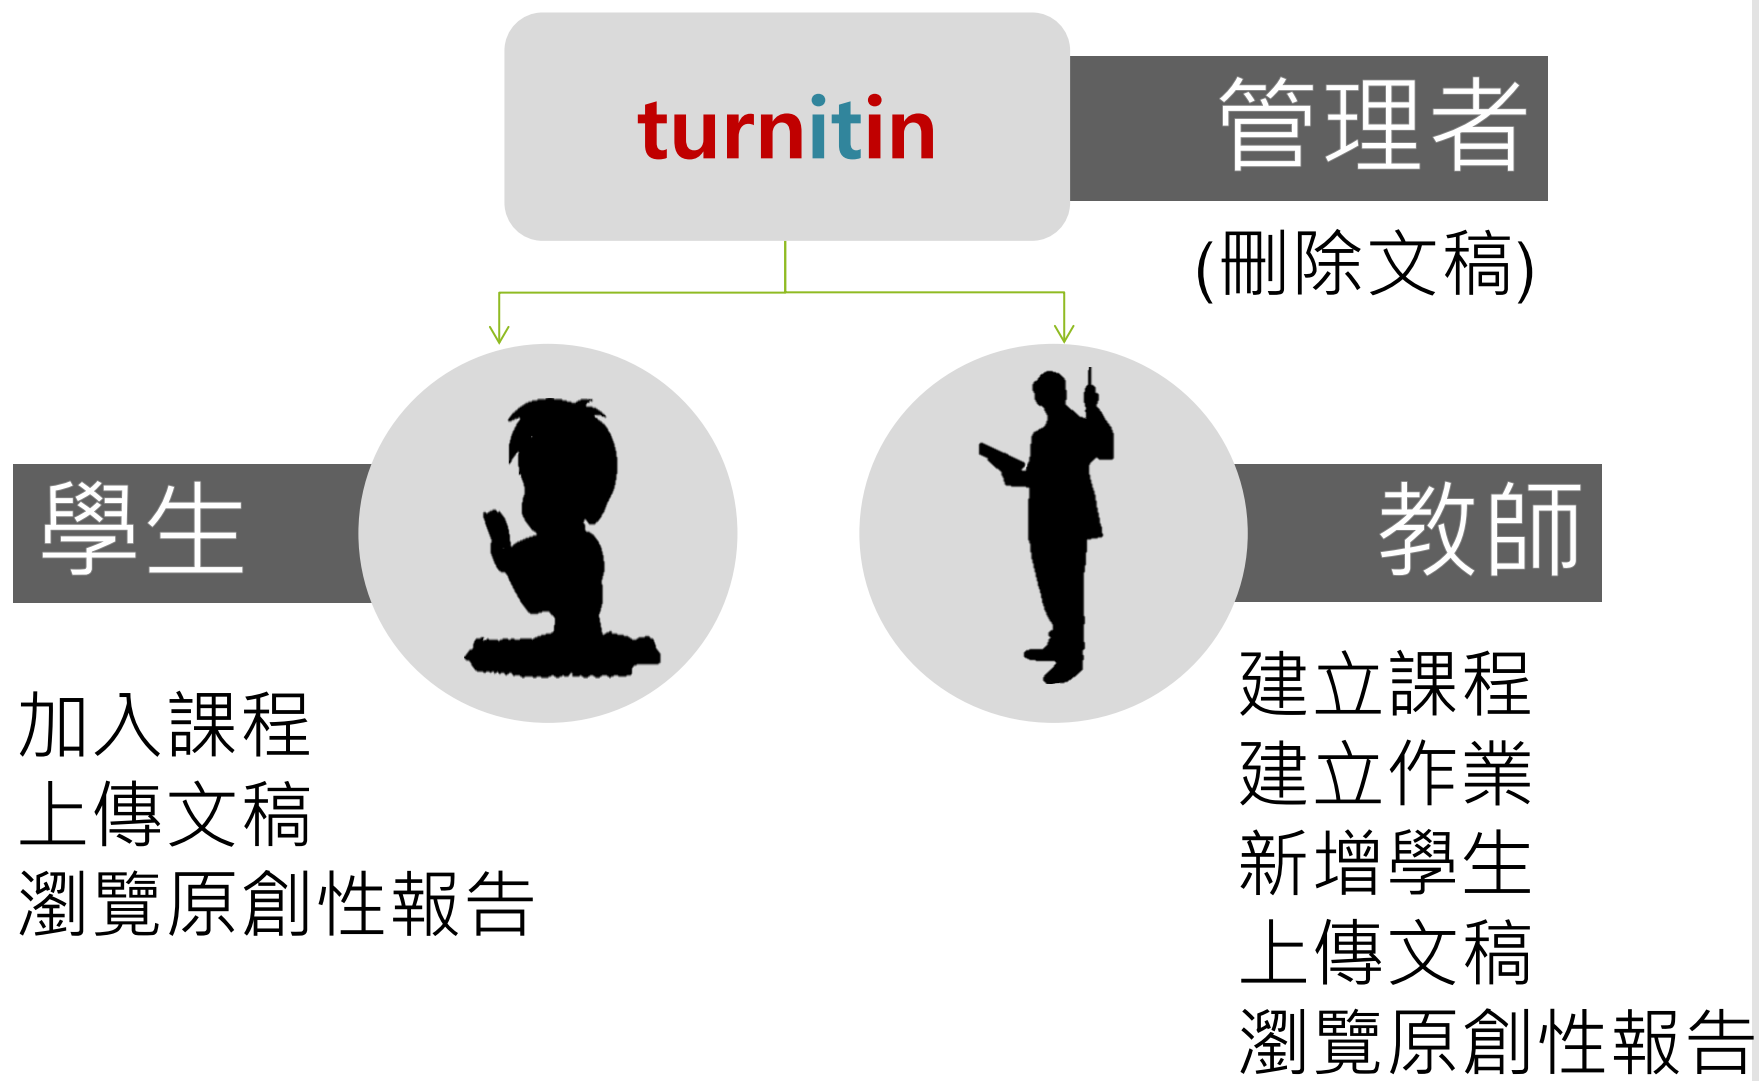 turnitin
管理者
(刪除文稿)
學生
教師
加入課程
上傳文稿
瀏覽原創性報告
建立課程
建立作業
新增學生
上傳文稿
瀏覽原創性報告